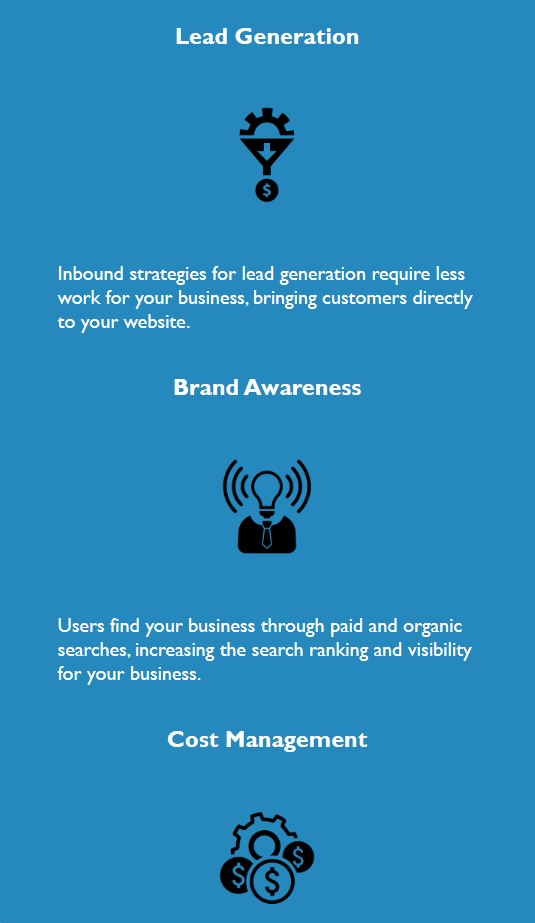 Lead Generation
$
Inbound strategies for lead generation require less
work for your business, bringing customers directly
to your website.
Brand Awareness
Users find your business through paid and organic
searches, increasing the search ranking and visibility
for your business.
Cost Management
$ $ $